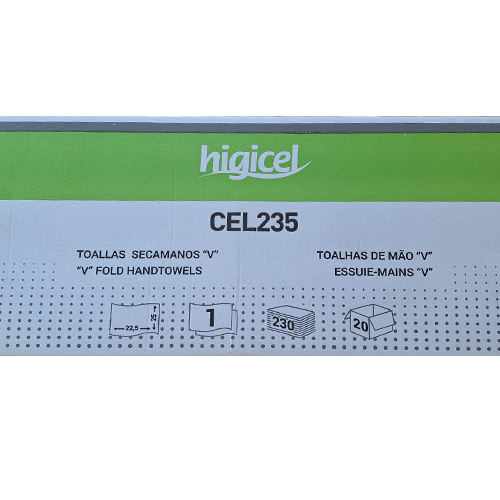 higicel
CEL235
TOALLAS SECAMANOS “V”
“V” FOLD HANDTOWELS
TOALHAS DE MÃO “V”
ESSUIE-MAINS “V”
22,5
25
1
230
20